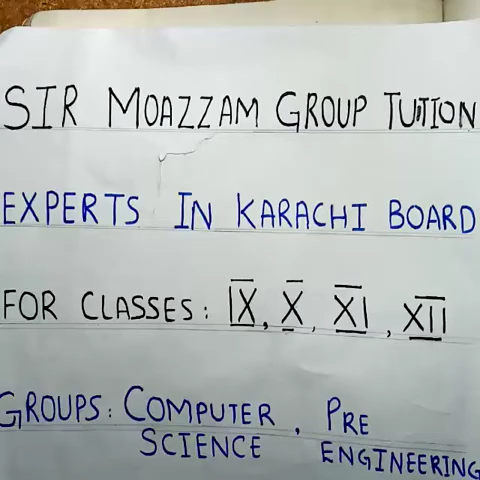 SIR MOAZZAM GROUP TUITION
EXPERTS IN KARACHI BOARD
FOR CLASSES: IX, X, XI, XII
GROUPS: COMPUTER SCIENCE, PRE ENGINEERING